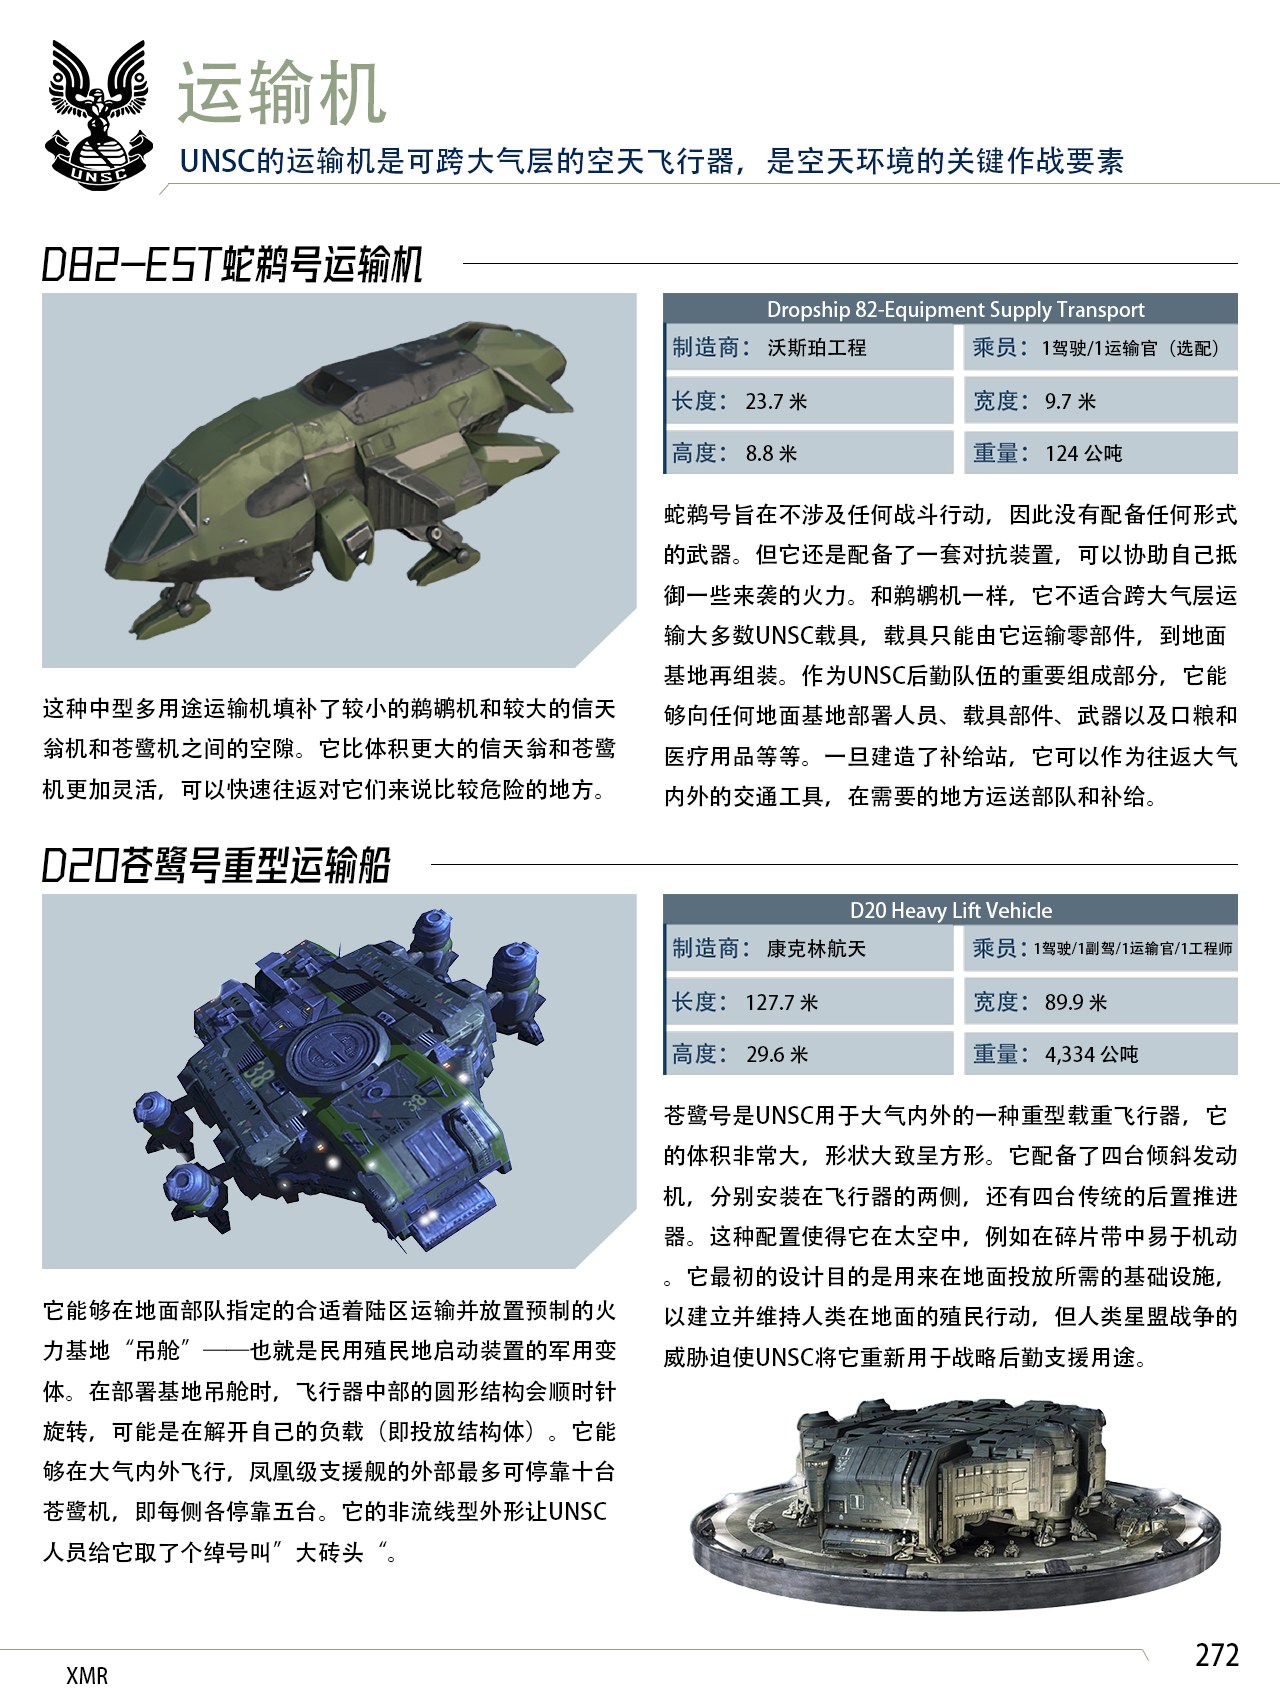 UNSC
运输机
UNSC的运输机是可跨大气层的空天飞行器，是空天环境的关键作战要素
D82-EST蛇鹈号运输机
Dropship 82-Equipment Supply Transport
制造商： 沃斯珀工程
乘员： 1驾驶/1运输官（选配）
长度： 23.7 米
宽度： 9.7 米
高度： 8.8 米
重量： 124 公吨
这种中型多用途运输机填补了较小的鹈鹕机和较大的信天
翁机和苍鹭机之间的空隙。它比体积更大的信天翁和苍鹭
机更加灵活，可以快速往返对它们来说比较危险的地方。
蛇鹈号旨在不涉及任何战斗行动，因此没有配备任何形式
的武器。但它还是配备了一套对抗装置，可以协助自己抵
御一些来袭的火力。和鹈鹕机一样，它不适合跨大气层运
输大多数UNSC载具，载具只能由它运输零部件，到地面
基地再组装。作为UNSC后勤队伍的重要组成部分，它能
够向任何地面基地部署人员、载具部件、武器以及口粮和
医疗用品等等。一旦建造了补给站，它可以作为往返大气
内外的交通工具，在需要的地方运送部队和补给。
D20苍鹭号重型运输船
38
38
D20 Heavy Lift Vehicle
制造商： 康克林航天
乘员：1驾驶/1副驾/1运输官/1工程师
长度： 127.7 米
宽度： 89.9 米
高度： 29.6 米
重量： 4,334 公吨
它能够在地面部队指定的合适着陆区运输并放置预制的火
力基地“吊舱”——也就是民用殖民地启动装置的军用变
体。在部署基地吊舱时，飞行器中部的圆形结构会顺时针
旋转，可能是在解开自己的负载（即投放结构体）。它能
够在大气内外飞行，凤凰级支援舰的外部最多可停靠十台
苍鹭机，即每侧各停靠五台。它的非流线型外形让UNSC
人员给它取了个绰号叫”大砖头“。
苍鹭号是UNSC用于大气内外的一种重型载重飞行器，它
的体积非常大，形状大致呈方形。它配备了四台倾斜发动
机，分别安装在飞行器的两侧，还有四台传统的后置推进
器。这种配置使得它在太空中，例如在碎片带中易于机动
。它最初的设计目的是用来在地面投放所需的基础设施，
以建立并维持人类在地面的殖民行动，但人类星盟战争的
威胁迫使UNSC将它重新用于战略后勤支援用途。
272
XMR